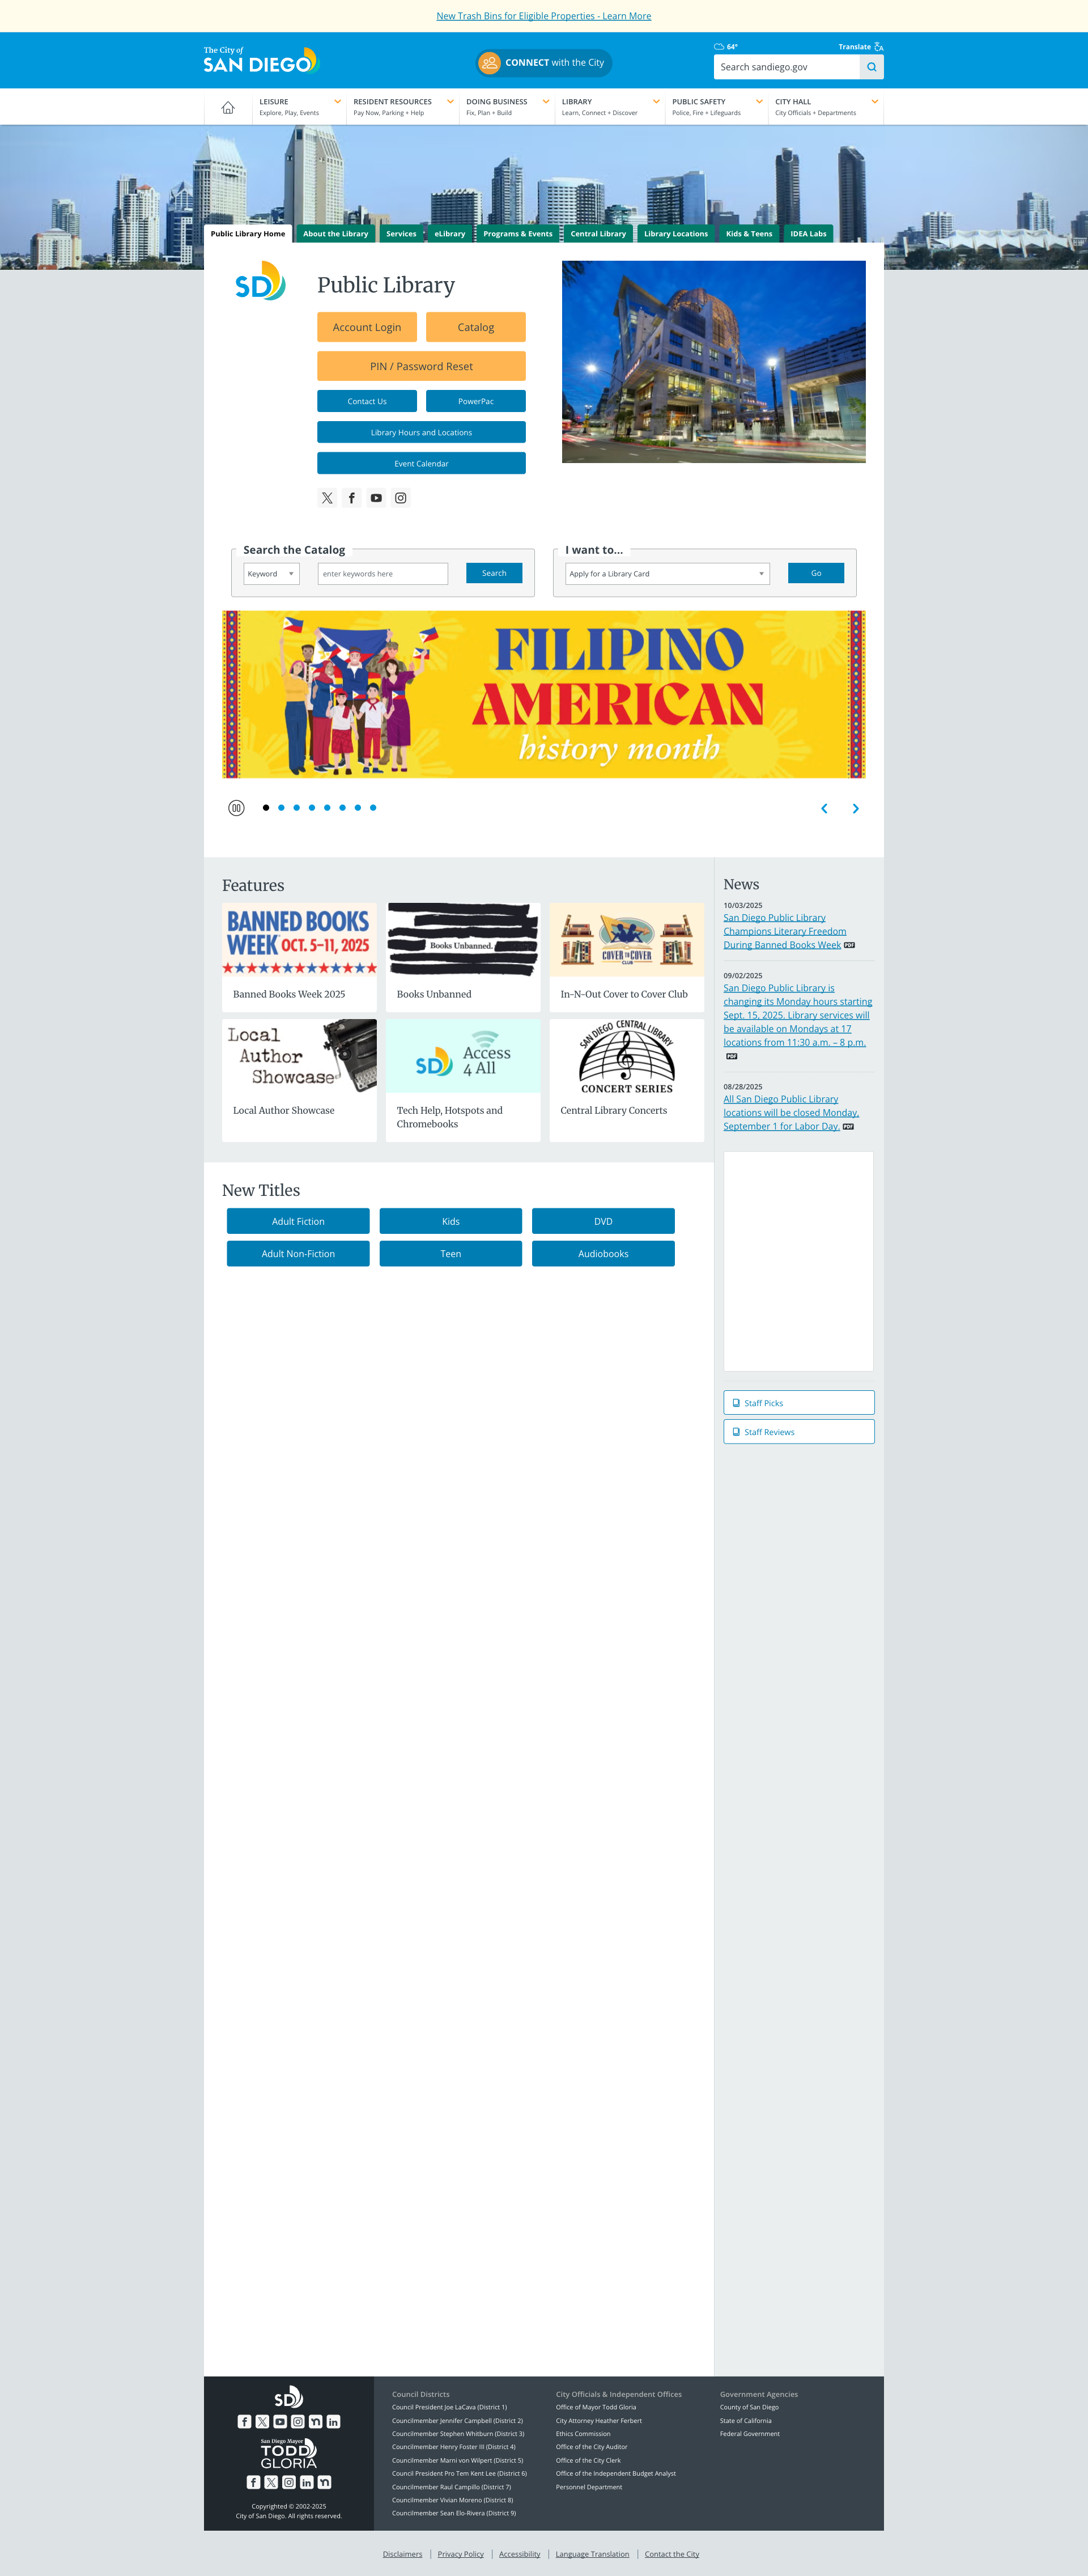 New Trash Bins for Eligible Properties - Learn More
The City of
SAN DIEGO
CONNECT with the City
64°
Translate
Search sandiego.gov
LEISURE
Explore, Play, Events
RESIDENT RESOURCES
Pay Now, Parking + Help
DOING BUSINESS
Fix, Plan + Build
LIBRARY
Learn, Connect + Discover
PUBLIC SAFETY
Police, Fire + Lifeguards
CITY HALL
City Officials + Departments
Public Library Home
About the Library
Services
eLibrary
Programs & Events
Central Library
Library Locations
Kids & Teens
IDEA Labs
SD
Public Library
Account Login
Catalog
PIN / Password Reset
Contact Us
PowerPac
Library Hours and Locations
Event Calendar
Search the Catalog
Keyword
enter keywords here
Search
I want to...
Apply for a Library Card
Go
FILIPINO
AMERICAN
history month
Features
BANNED BOOKS
WEEK OCT. 5-11, 2025
Banned Books Week 2025
Books Unbanned.
Books Unbanned
COVER TO COVER
CLUB
In-N-Out Cover to Cover Club
Local
Author
Showcase
Local Author Showcase
SD
Access
4 All
Tech Help, Hotspots and
Chromebooks
SAN DIEGO CENTRAL LIBRARY
CONCERT SERIES
Central Library Concerts
New Titles
Adult Fiction
Kids
DVD
Adult Non-Fiction
Teen
Audiobooks
News
10/03/2025
San Diego Public Library
Champions Literary Freedom
During Banned Books Week PDF
09/02/2025
San Diego Public Library is
changing its Monday hours starting
Sept. 15, 2025. Library services will
be available on Mondays at 17
locations from 11:30 a.m. – 8 p.m.
PDF
08/28/2025
All San Diego Public Library
locations will be closed Monday,
September 1 for Labor Day. PDF
Staff Picks
Staff Reviews
SD
San Diego Mayor
TODD
GLORIA
Copyrighted © 2002-2025
City of San Diego. All rights reserved.
Council Districts
Council President Joe LaCava (District 1)
Councilmember Jennifer Campbell (District 2)
Councilmember Stephen Whitburn (District 3)
Councilmember Henry Foster III (District 4)
Councilmember Marni von Wilpert (District 5)
Council President Pro Tem Kent Lee (District 6)
Councilmember Raul Campillo (District 7)
Councilmember Vivian Moreno (District 8)
Councilmember Sean Elo-Rivera (District 9)
City Officials & Independent Offices
Office of Mayor Todd Gloria
City Attorney Heather Ferbert
Ethics Commission
Office of the City Auditor
Office of the City Clerk
Office of the Independent Budget Analyst
Personnel Department
Government Agencies
County of San Diego
State of California
Federal Government
Disclaimers
Privacy Policy
Accessibility
Language Translation
Contact the City